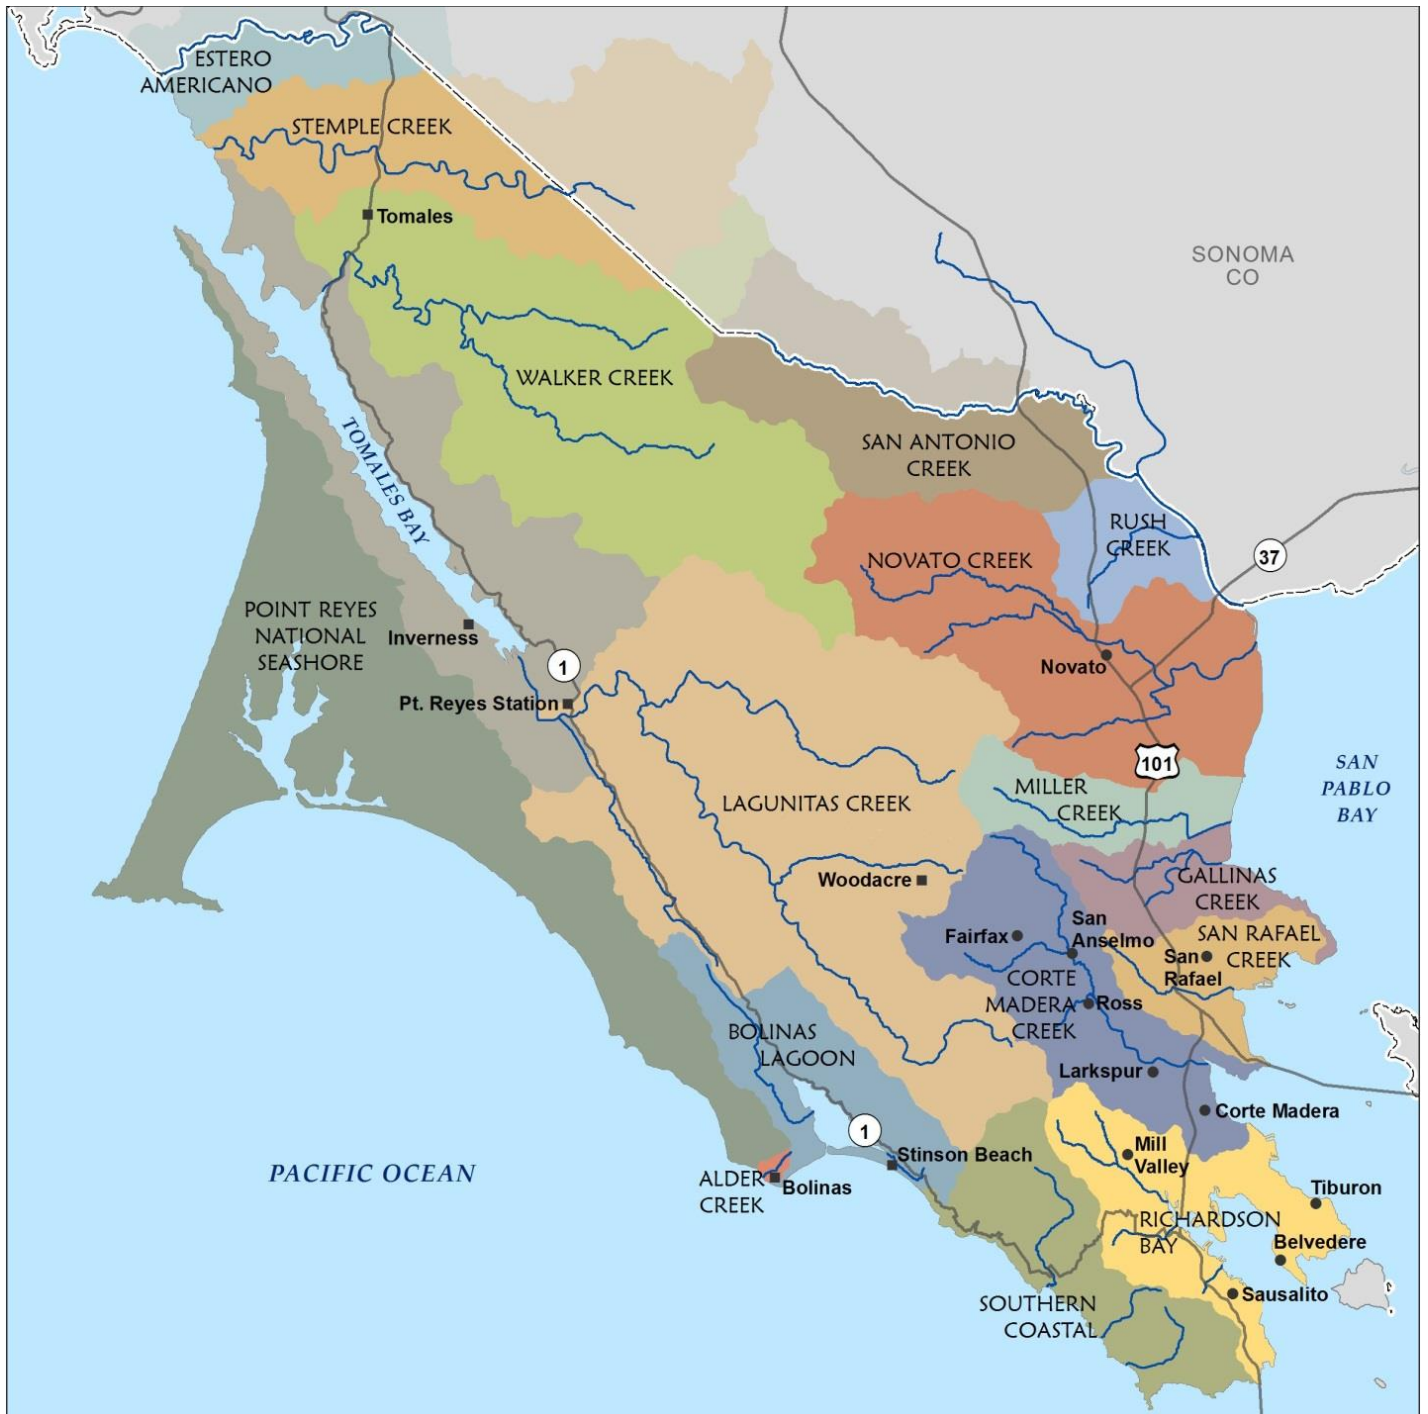 ESTERO
AMERICANO
STEMPLE CREEK
Tomales
SONOMA
CO
WALKER CREEK
TOMALES BAY
SAN ANTONIO
CREEK
RUSH
CREEK
NOVATO CREEK
37
POINT REYES
NATIONAL
SEASHORE
Inverness
1
Novato
Pt. Reyes Station
101
SAN
PABLO
BAY
MILLER
CREEK
LAGUNITAS CREEK
Woodacre
GALLINAS
CREEK
San
Anselmo
Fairfax
SAN RAFAEL
CREEK
San
Rafael
CORTE
MADERA
CREEK
Ross
BOLINAS
LAGOON
Larkspur
Corte Madera
1
Stinson Beach
Mill
Valley
PACIFIC OCEAN
ALDER
CREEK
Bolinas
Tiburon
RICHARDSON
BAY
Belvedere
Sausalito
SOUTHERN
COASTAL